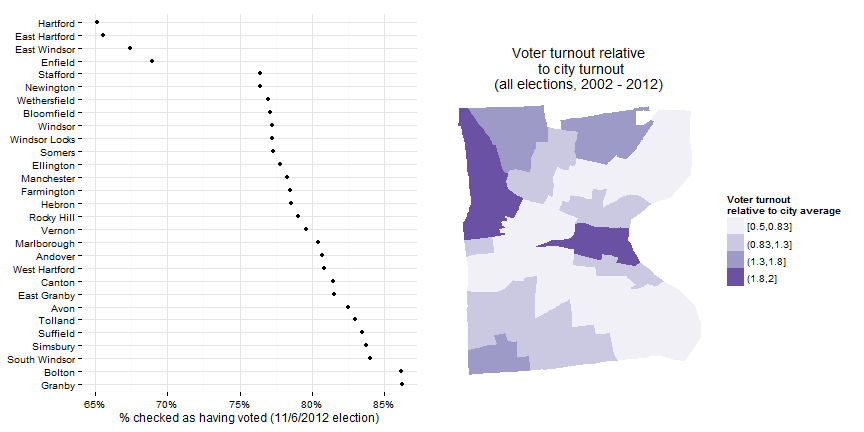 Hartford
East Hartford
East Windsor
Enfield
Stafford
Newington
Wethersfield
Bloomfield
Windsor
Windsor Locks
Somers
Ellington
Manchester
Farmington
Hebron
Rocky Hill
Vernon
Marlborough
Andover
West Hartford
Canton
East Granby
Avon
Tolland
Suffield
Simsbury
South Windsor
Bolton
Granby
65% 70% 75% 80% 85%
% checked as having voted (11/6/2012 election)
Voter turnout relative
to city turnout
(all elections, 2002 - 2012)
Voter turnout
relative to city average
[0.5,0.83]
(0.83,1.3]
(1.3,1.8]
(1.8,2]